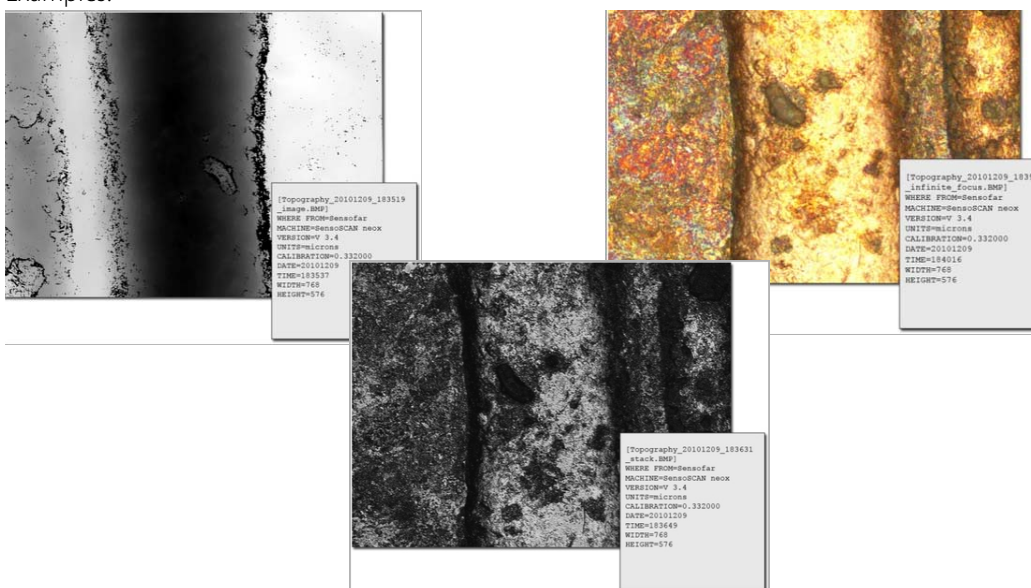 Examples:
[Topography_20101209_183519
_image.BMP]
WHERE FROM=Sensofar
MACHINE=SensoSCAN neox
VERSION=V 3.4
UNITS=microns
CALIBRATION=0.332000
DATE=20101209
TIME=183537
WIDTH=768
HEIGHT=576
_infinite_focus.BMP]
WHERE FROM=Sensofar
MACHINE=SensoSCAN neox
VERSION=V 3.4
UNITS=microns
CALIBRATION=0.332000
DATE=20101209
TIME=184016
WIDTH=768
HEIGHT=576
[Topography_20101209_183631
_stack.BMP]
WHERE FROM=Sensofar
MACHINE=SensoSCAN neox
VERSION=V 3.4
UNITS=microns
CALIBRATION=0.332000
DATE=20101209
TIME=183649
WIDTH=768
HEIGHT=576